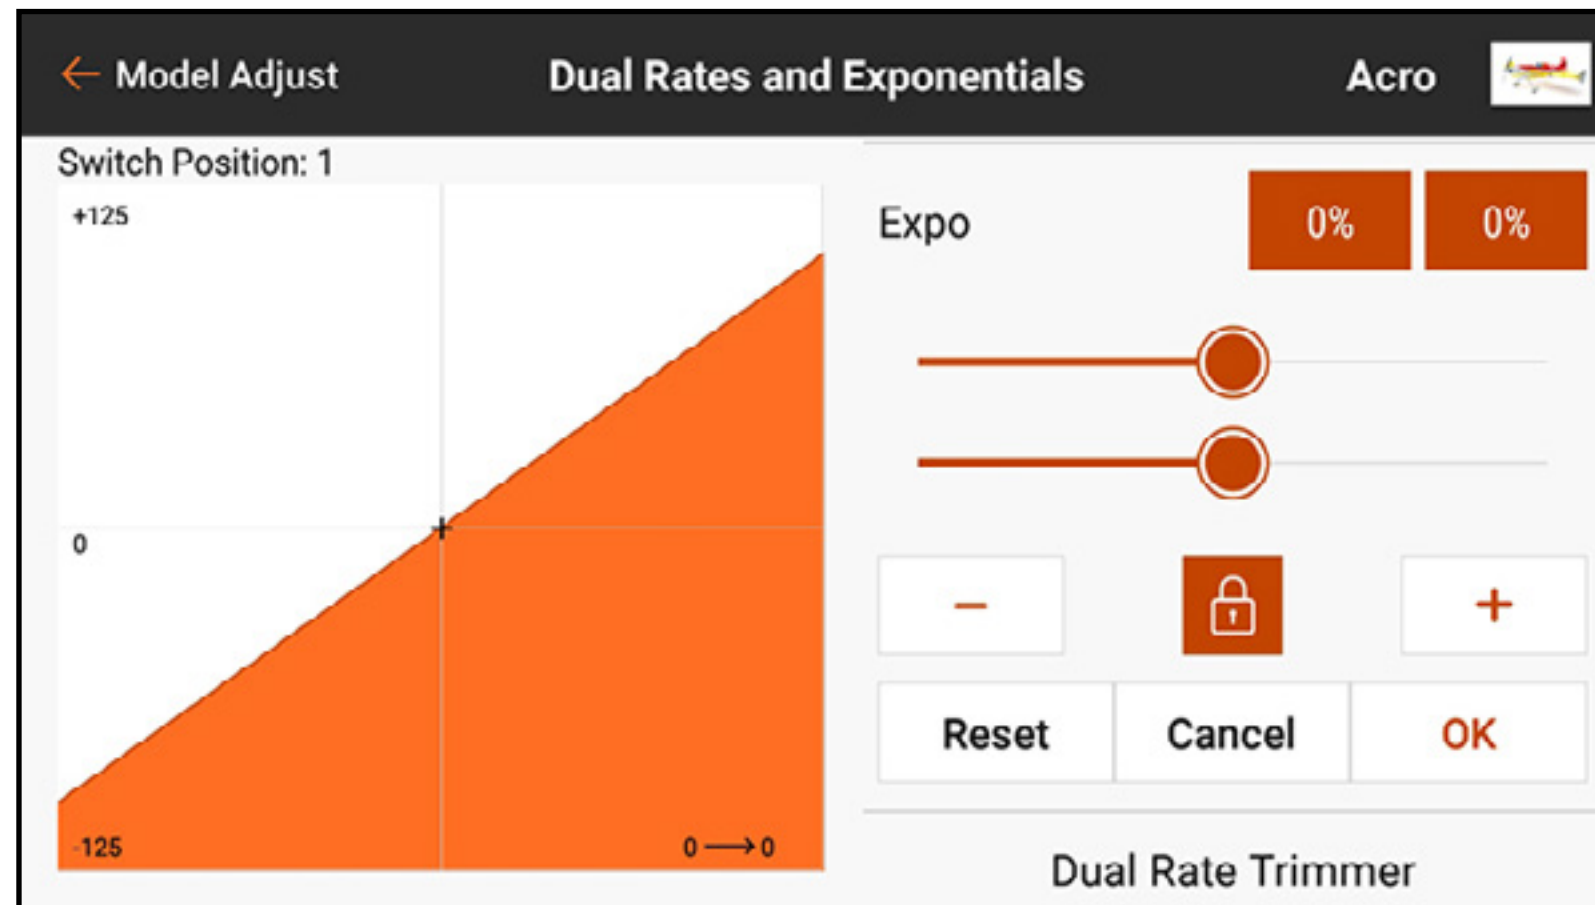 ← Model Adjust Dual Rates and Exponentials Acro
Switch Position: 1
+125
0
-125
0 → 0
Expo 0% 0%
−
+
Reset Cancel OK
Dual Rate Trimmer